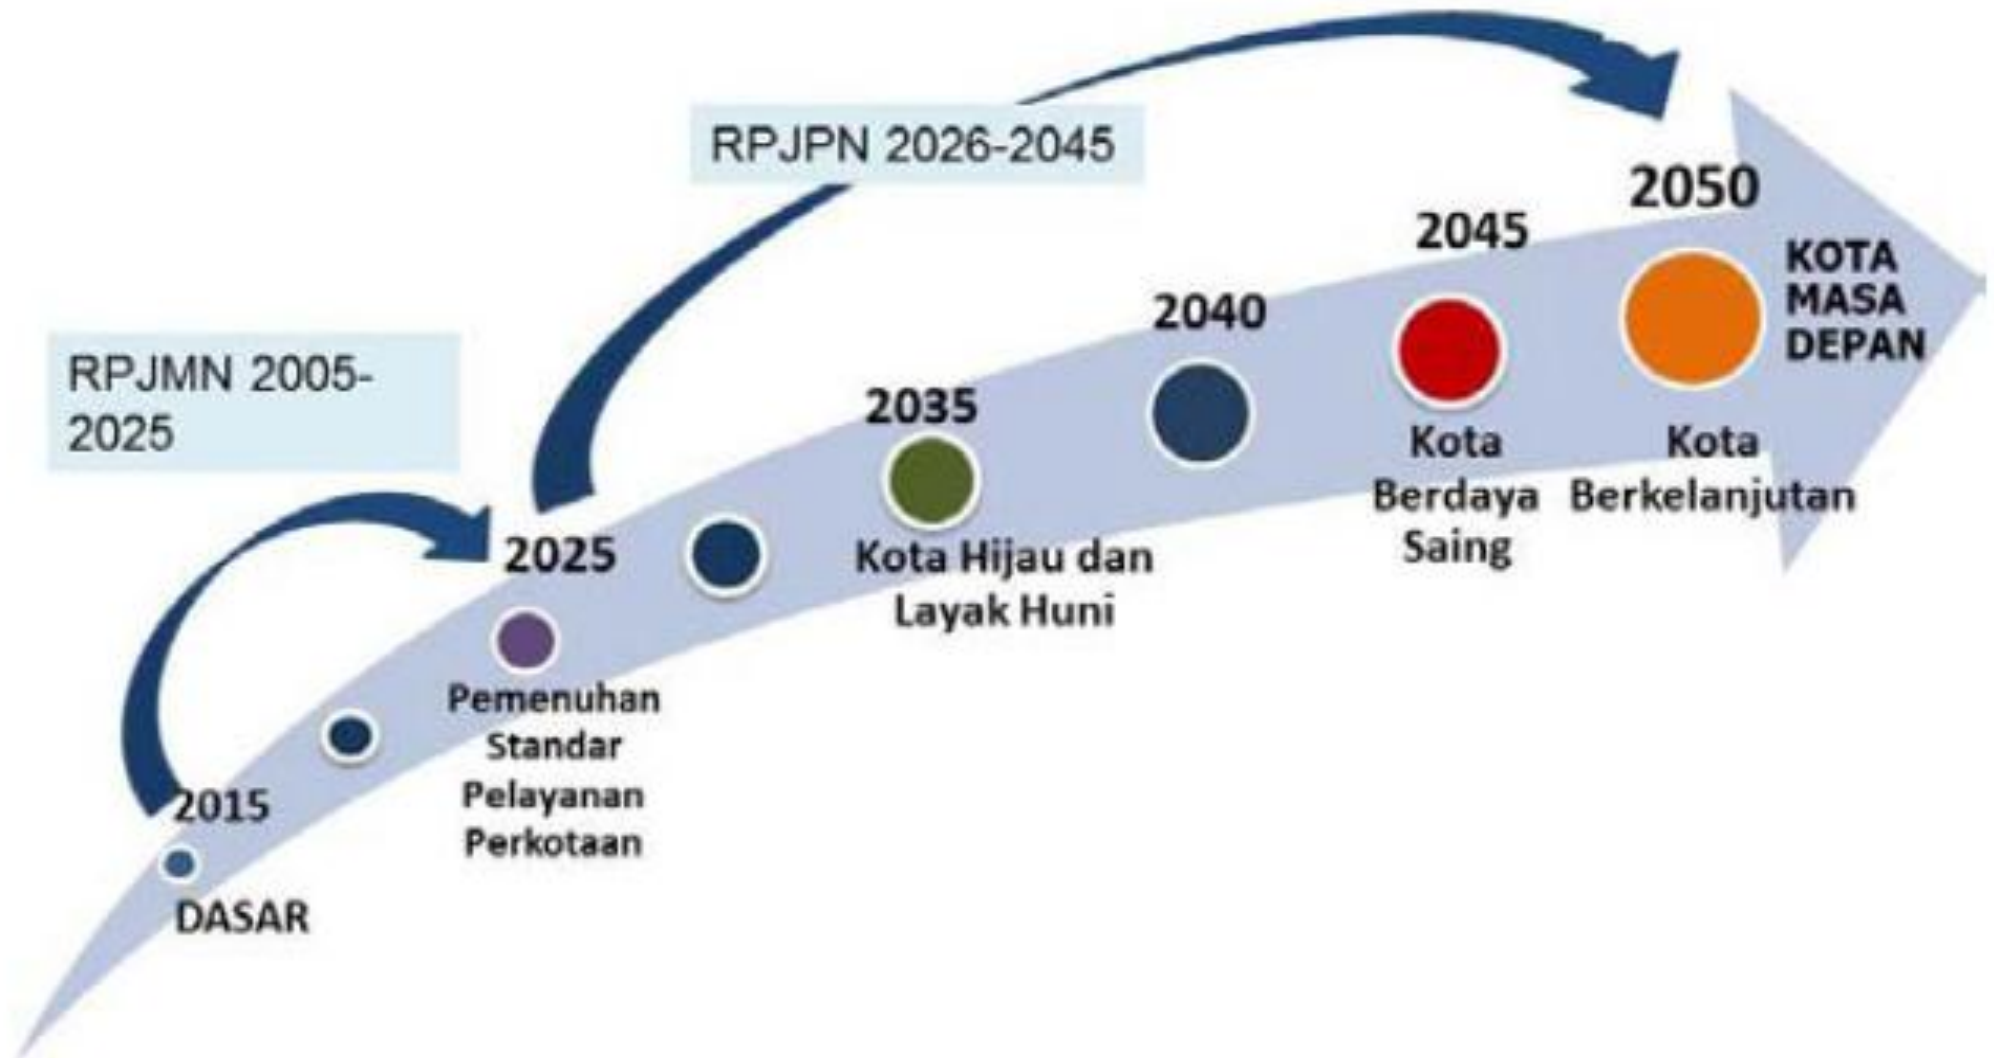 RPJPN 2026-2045
RPJMN 2005-
2025
2015
DASAR
2025
Pemenuhan
Standar
Pelayanan
Perkotaan
2035
Kota Hijau dan
Layak Huni
2040
2045
Kota
Berdaya
Saing
2050
Kota
Berkelanjutan
KOTA
MASA
DEPAN